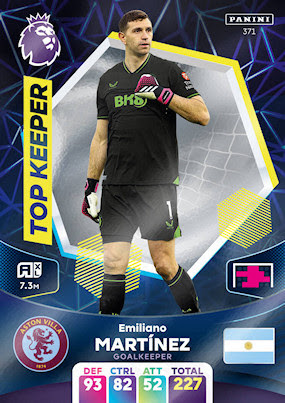 PANINI
371
TOP KEEPER
BK8
1
7.3M
ASTON VILLA
1874
Emiliano
MARTÍNEZ
GOALKEEPER
DEF CTRL ATT TOTAL
93 82 52 227